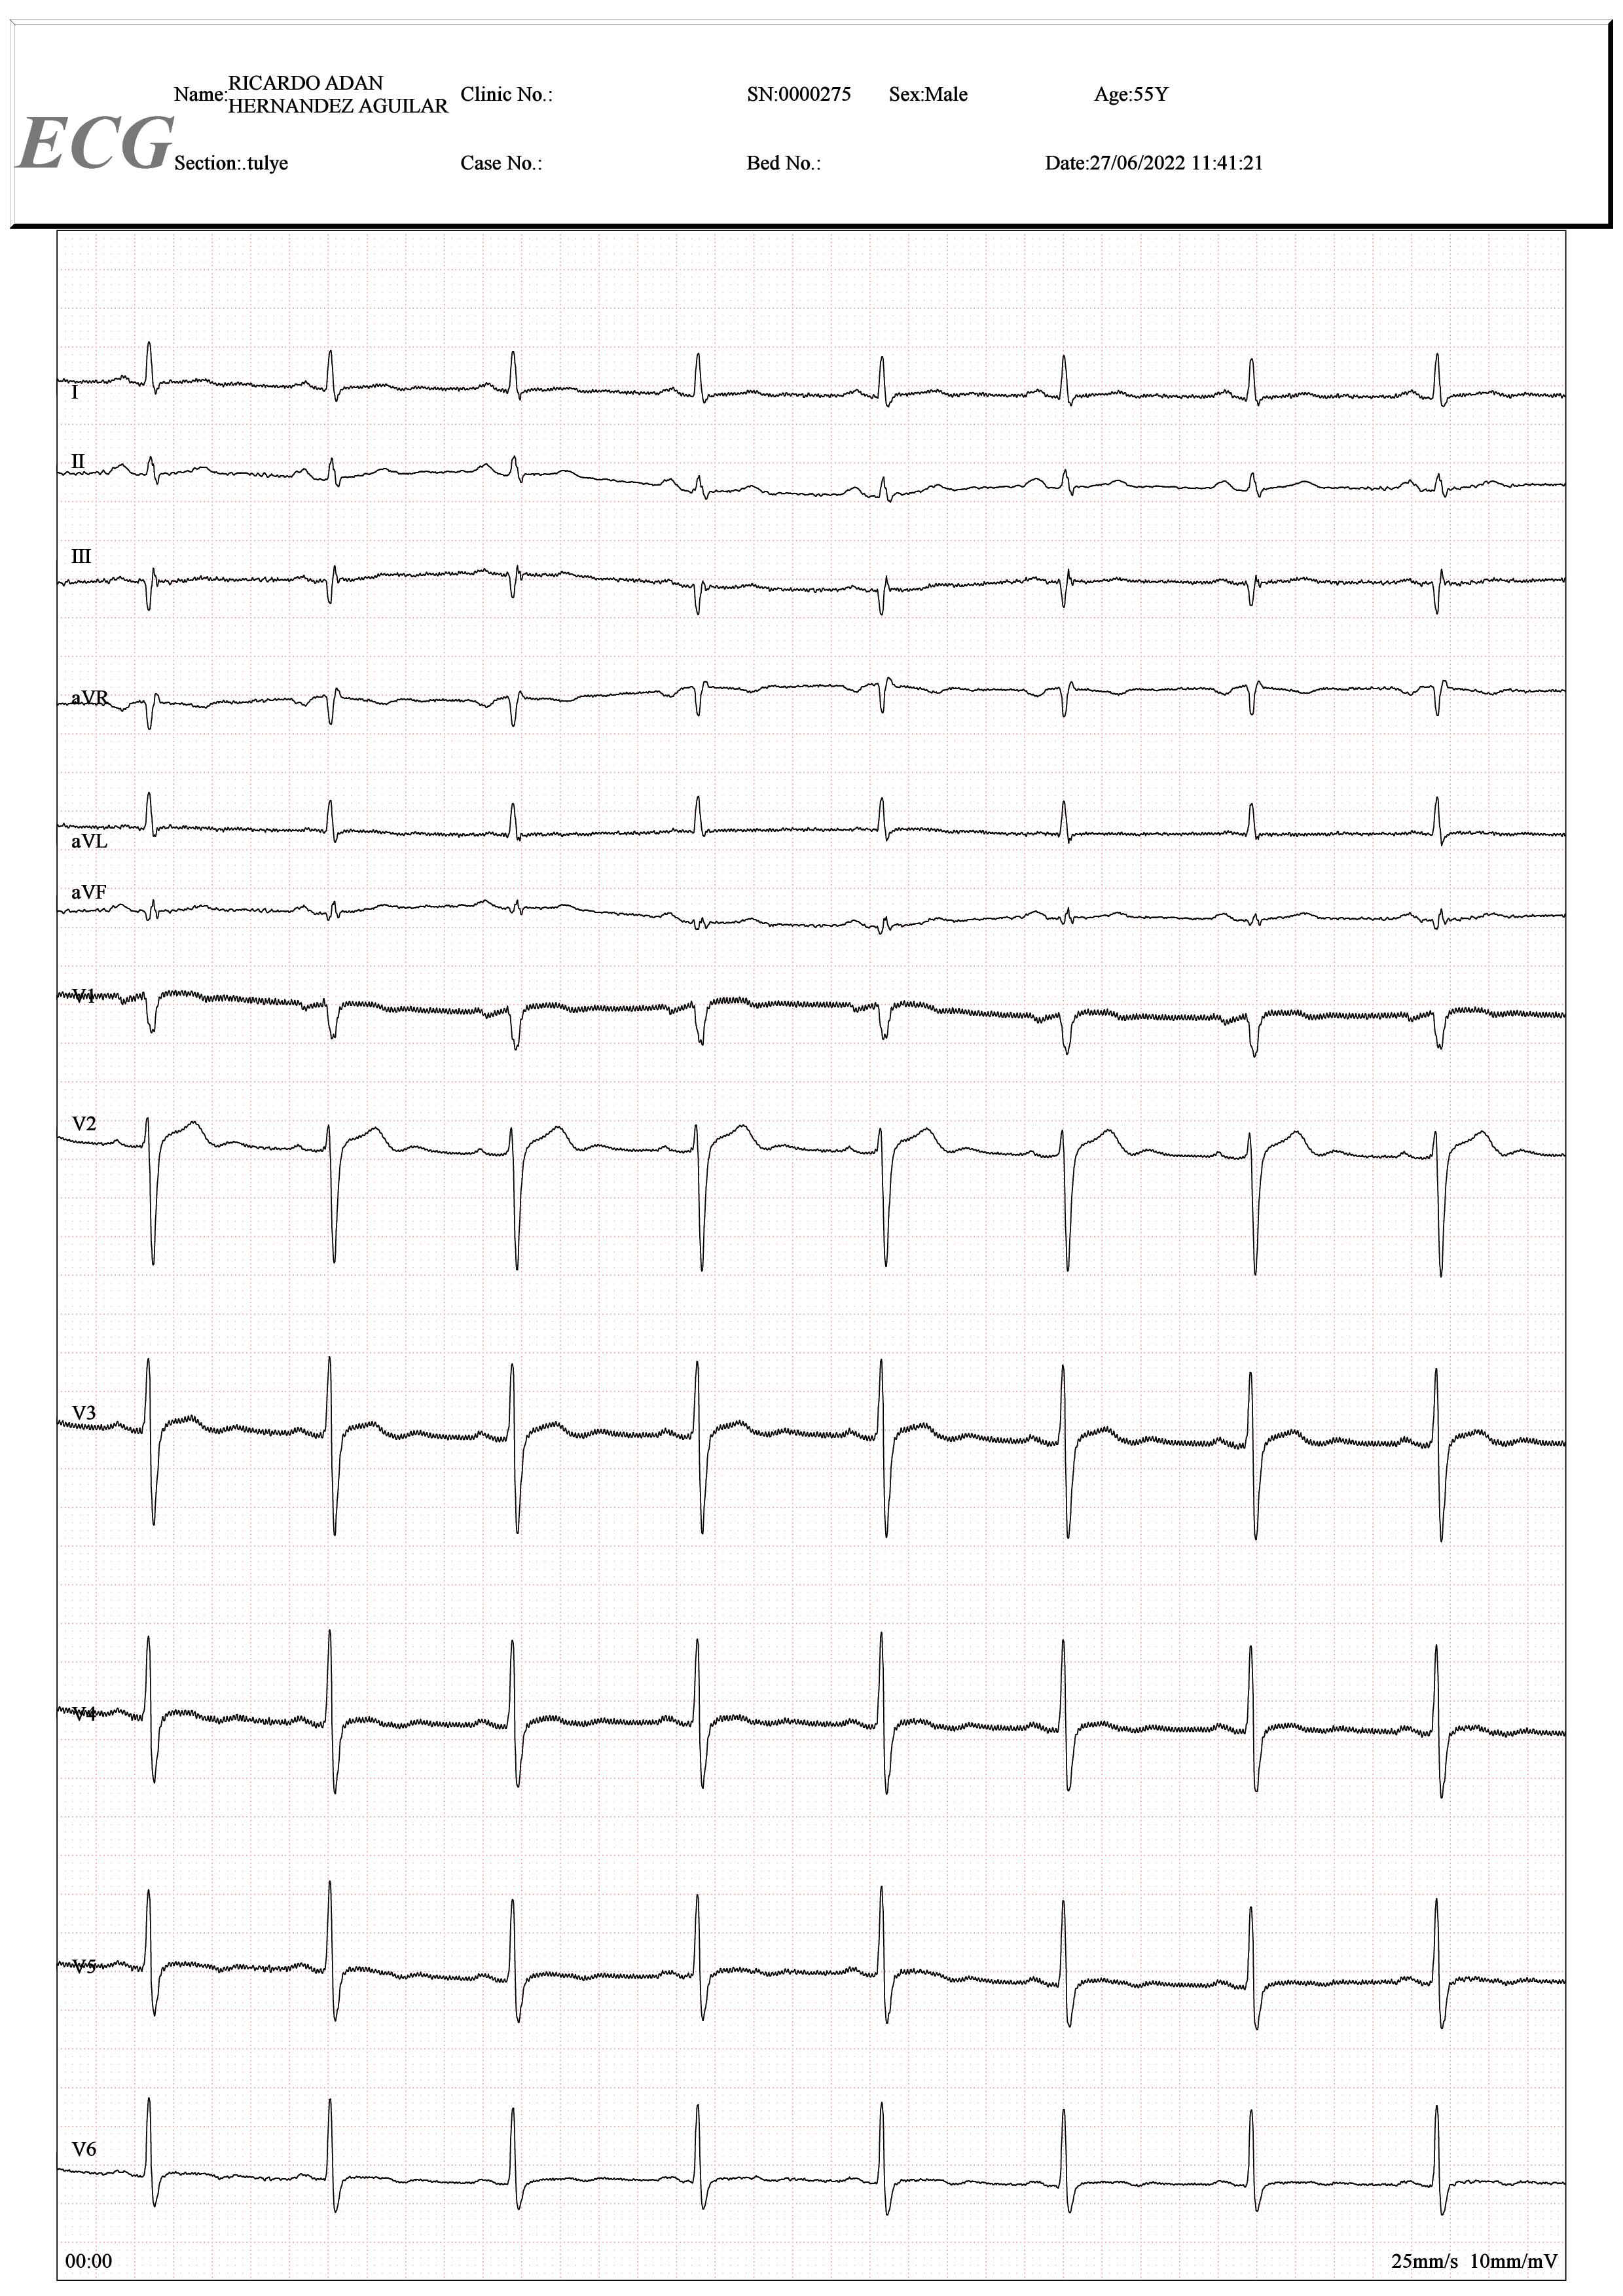 RICARDO ADAN
Name: HERNANDEZ AGUILAR Clinic No.: SN:0000275 Sex:Male Age:55Y
ECG
Section:.tulye Case No.: Bed No.: Date:27/06/2022 11:41:21
I
II
III
aVR
aVL
aVF
V1
V2
V3
V4
V5
V6
00:00 25mm/s 10mm/mV